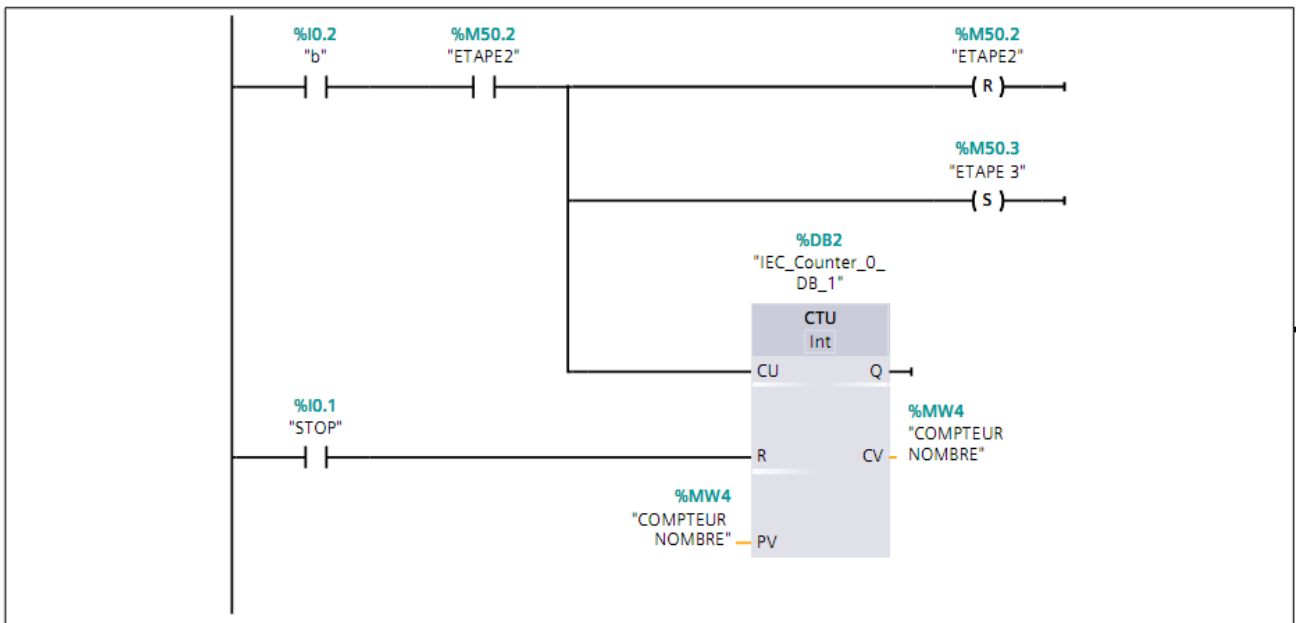 %I0.2
"b"
%M50.2
"ETAPE2"
%M50.2
"ETAPE2"
( R )
%M50.3
"ETAPE 3"
( S )
%DB2
"IEC_Counter_0_
DB_1"
CTU
Int
CU
Q
%I0.1
"STOP"
R
CV
%MW4
"COMPTEUR
NOMBRE"
%MW4
"COMPTEUR
NOMBRE"
PV